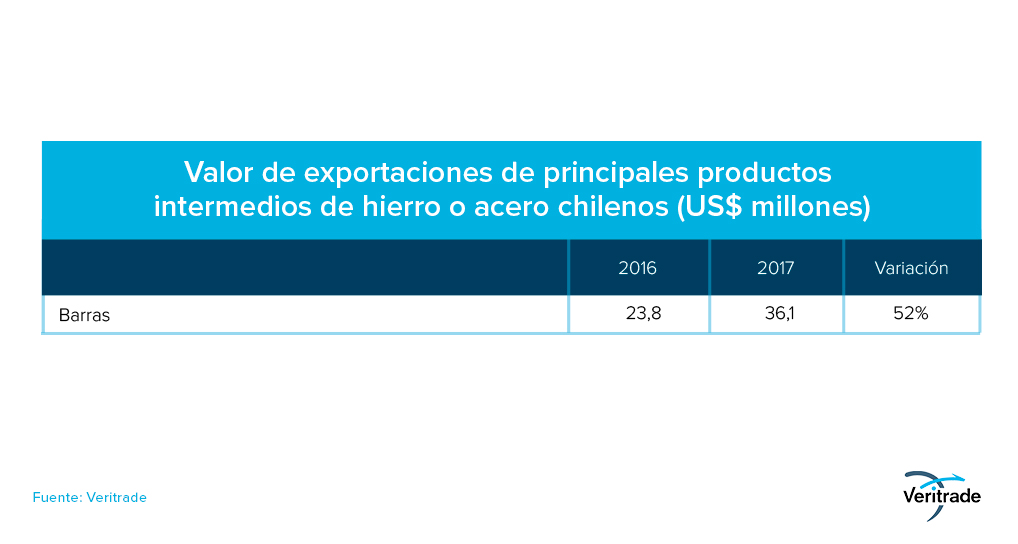 Valor de exportaciones de principales productos
intermedios de hierro o acero chilenos (US$ millones)
2016 2017 Variación
Barras 23,8 36,1 52%
Fuente: Veritrade
Veritrade